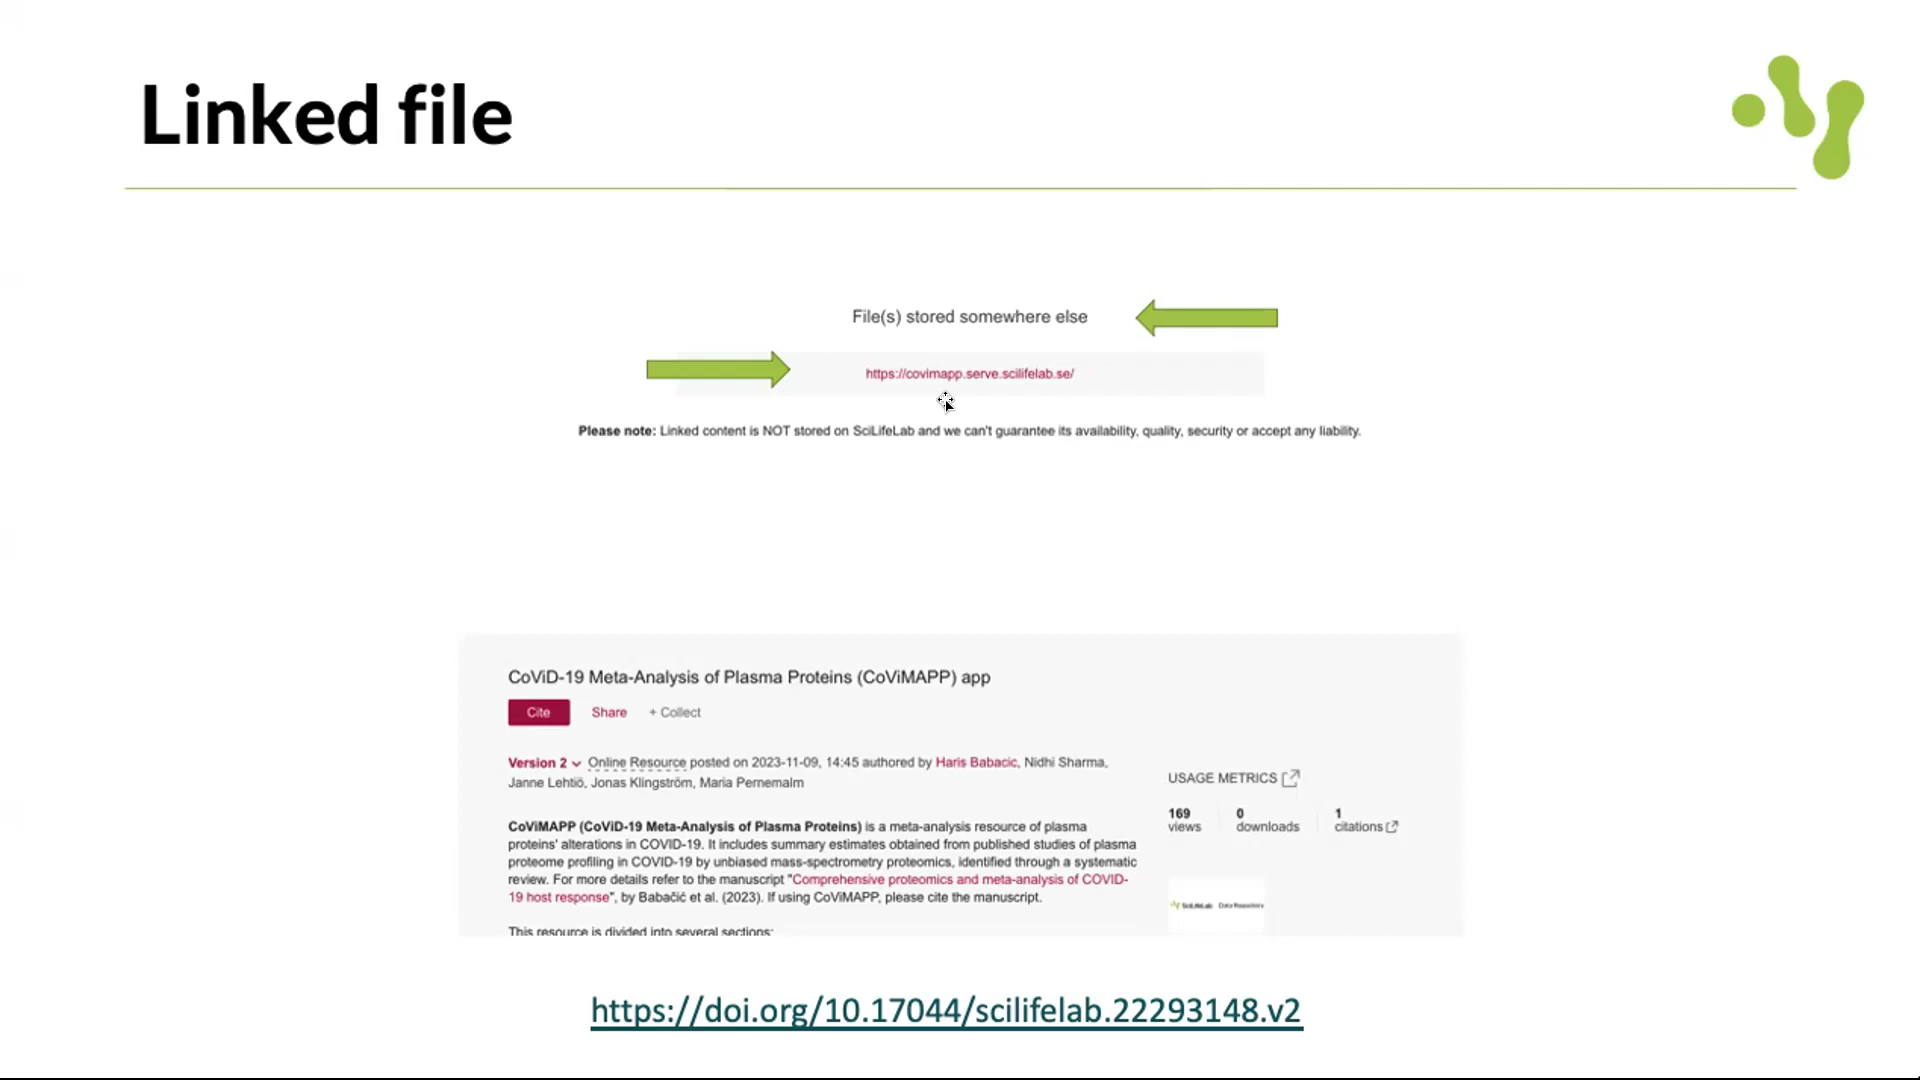 Linked file
File(s) stored somewhere else
https://covimapp.serve.scilifelab.se/
Please note: Linked content is NOT stored on SciLifeLab and we can't guarantee its availability, quality, security or accept any liability.
CoViD-19 Meta-Analysis of Plasma Proteins (CoViMAPP) app
Cite Share + Collect
Version 2 Online Resource posted on 2023-11-09, 14:45 authored by Haris Babacic, Nidhi Sharma,
Janne Lehtiö, Jonas Klingström, Maria Pernemalm
USAGE METRICS
169 0 1
views downloads citations
CoViMAPP (CoViD-19 Meta-Analysis of Plasma Proteins) is a meta-analysis resource of plasma
proteins' alterations in COVID-19. It includes summary estimates obtained from published studies of plasma
proteome profiling in COVID-19 by unbiased mass-spectrometry proteomics, identified through a systematic
review. For more details refer to the manuscript "Comprehensive proteomics and meta-analysis of COVID-
19 host response", by Babačić et al. (2023). If using CoViMAPP, please cite the manuscript.
SciLifeLab Data Repository
This resource is divided into several sections:
https://doi.org/10.17044/scilifelab.22293148.v2